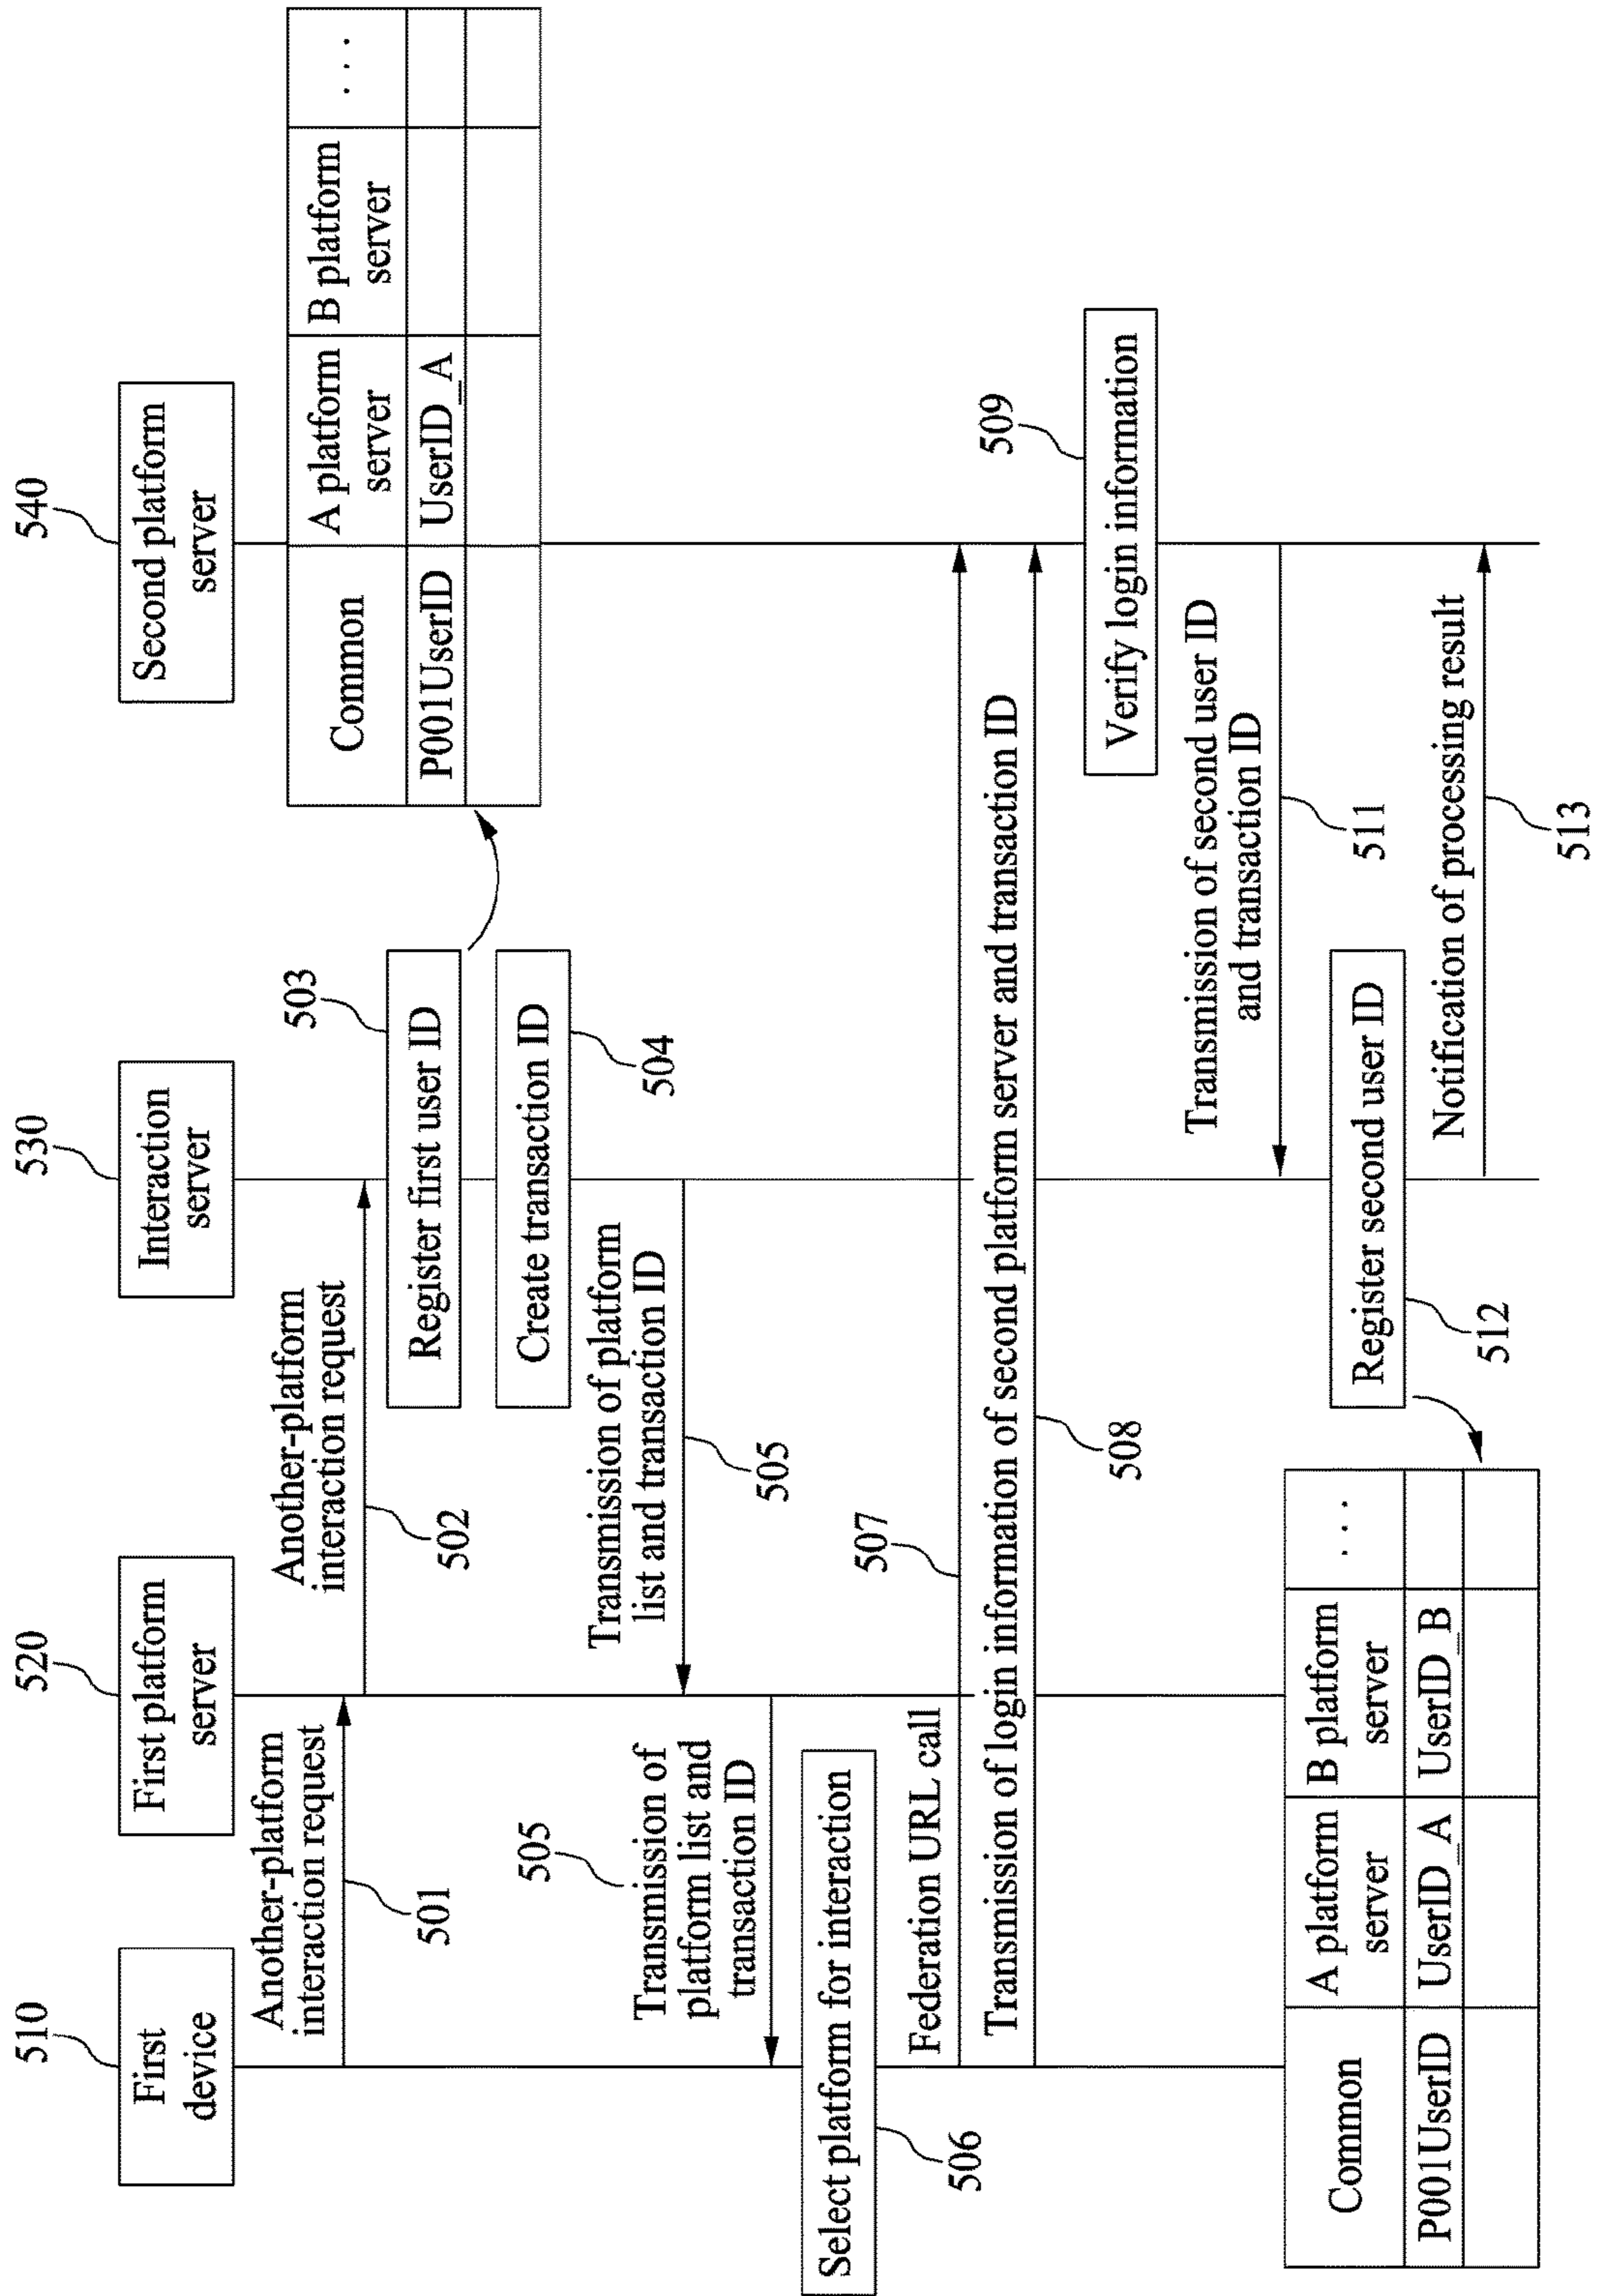 510
First
device
520
First platform
server
530
Interaction
server
540
Second platform
server
Another-platform
interaction request
501
Another-platform
interaction request
502
Common
A platform
server
B platform
server
...
P001UserID
UserID_A
503
Register first user ID
Create transaction ID
504
Transmission of platform
list and transaction ID
505
505
Transmission of
platform list and
transaction ID
Select platform for interaction
506
Federation URL call
507
Transmission of login information of second platform server and transaction ID
508
509
Verify login information
Transmission of second user ID
and transaction ID
511
Register second user ID
512
Notification of processing result
513
Common
A platform
server
B platform
server
...
P001UserID
UserID_A
UserID_B